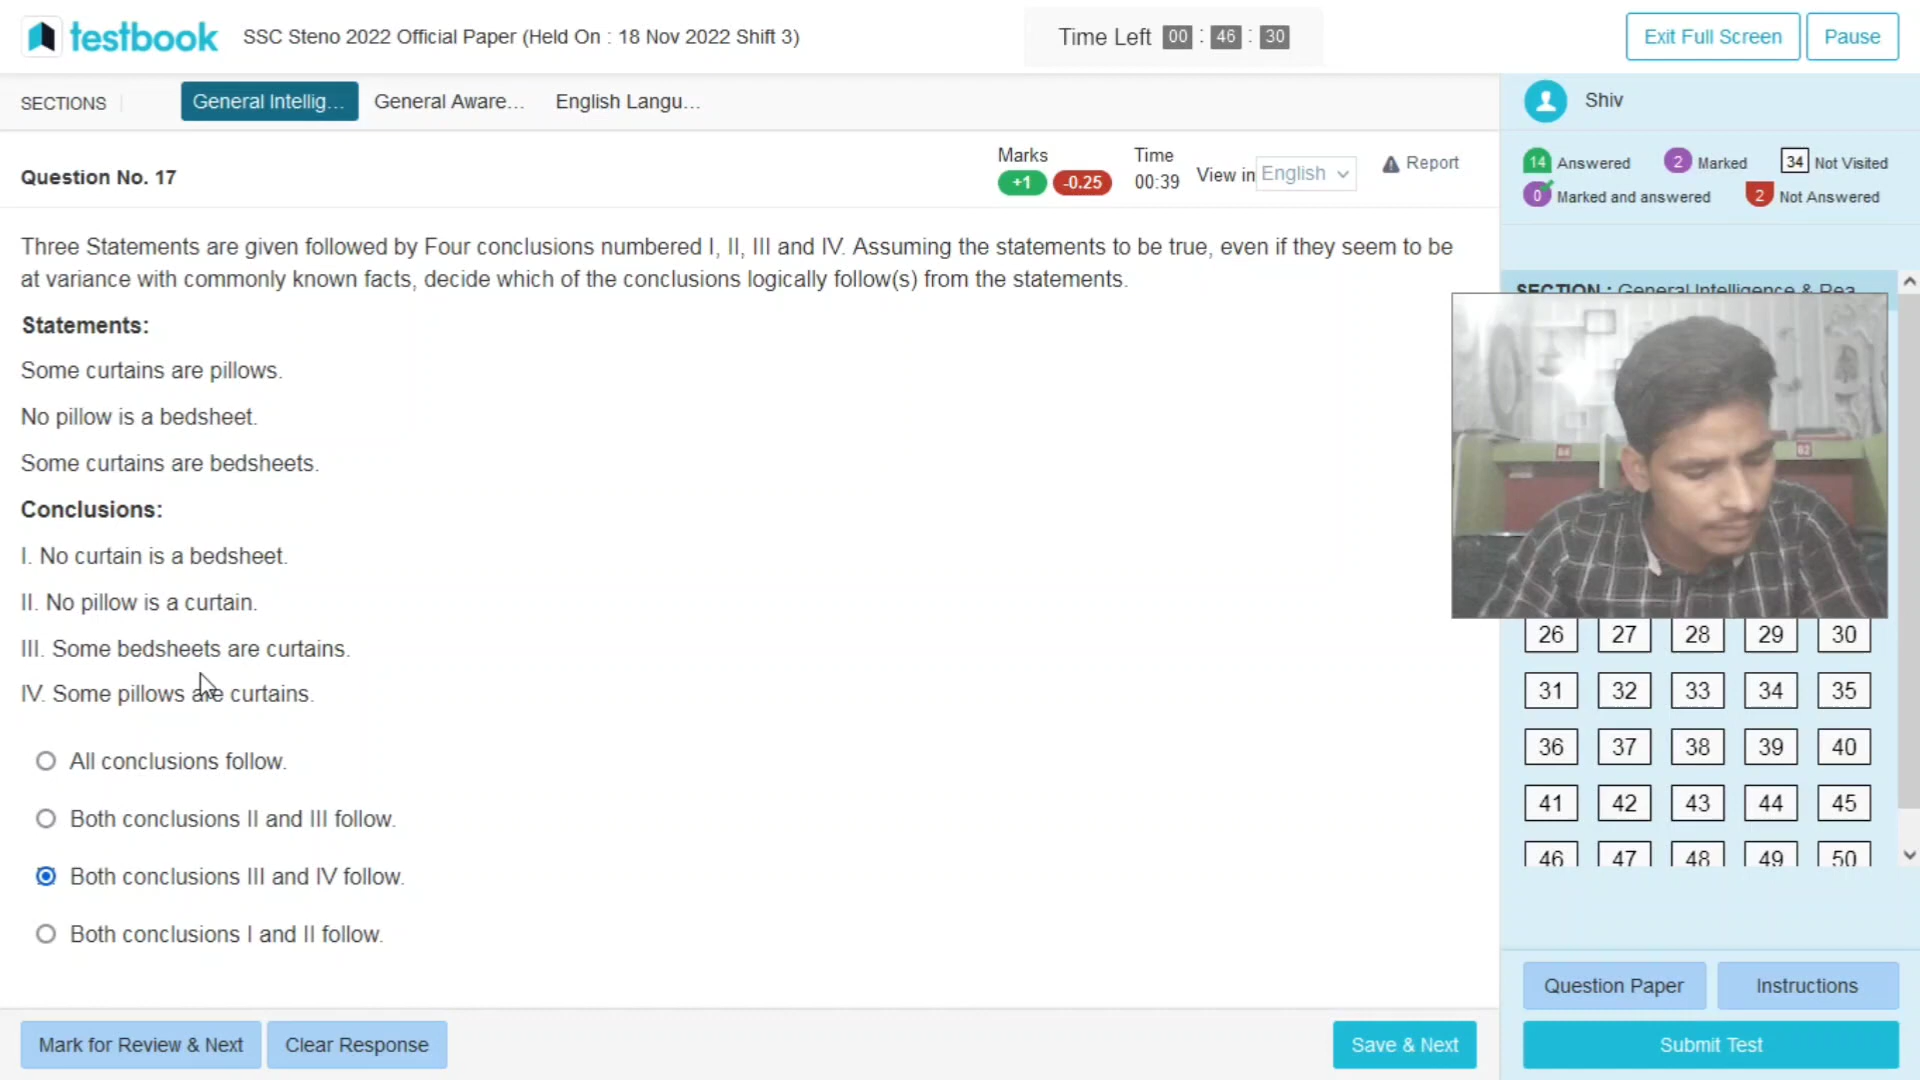 testbook SSC Steno 2022 Official Paper (Held On : 18 Nov 2022 Shift 3) Time Left 00 : 46 : 30 Exit Full Screen Pause
SECTIONS General Intellig... General Aware... English Langu... Shiv
Question No. 17 Marks +1 -0.25 Time 00:39 View in English Report
14 Answered 2 Marked 34 Not Visited
0 Marked and answered 2 Not Answered
Three Statements are given followed by Four conclusions numbered I, II, III and IV. Assuming the statements to be true, even if they seem to be
at variance with commonly known facts, decide which of the conclusions logically follow(s) from the statements.
SECTION : General Intelligence & Rea
Statements:
Some curtains are pillows.
No pillow is a bedsheet.
Some curtains are bedsheets.
Conclusions:
I. No curtain is a bedsheet.
II. No pillow is a curtain.
III. Some bedsheets are curtains.
IV. Some pillows are curtains.
All conclusions follow.
Both conclusions II and III follow.
Both conclusions III and IV follow.
Both conclusions I and II follow.
26 27 28 29 30
31 32 33 34 35
36 37 38 39 40
41 42 43 44 45
46 47 48 49 50
Question Paper Instructions
Mark for Review & Next Clear Response Save & Next Submit Test